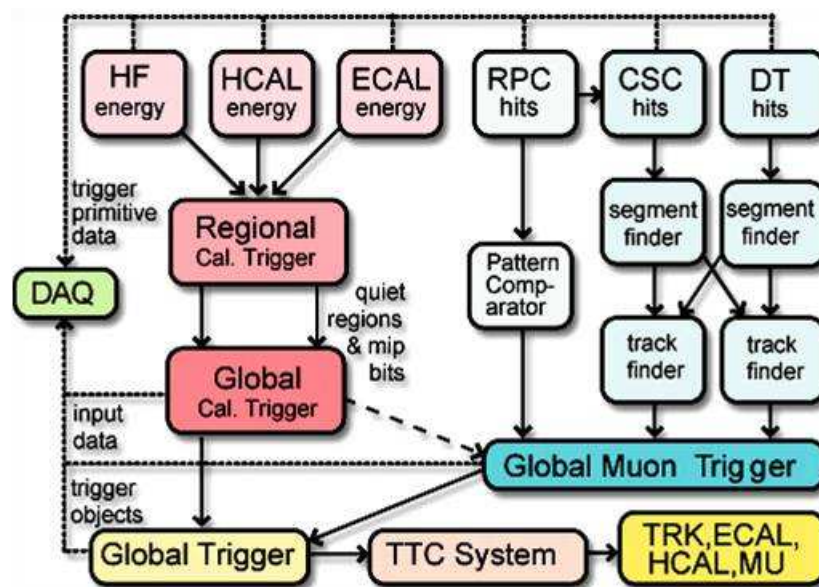 HF
energy
HCAL
energy
ECAL
energy
RPC
hits
CSC
hits
DT
hits
trigger
primitive
data
Regional
Cal. Trigger
segment
finder
segment
finder
DAQ
quiet
regions
& mip
bits
Pattern
Comp-
arator
Global
Cal. Trigger
track
finder
track
finder
input
data
Global Muon Trigger
trigger
objects
Global Trigger
TTC System
TRK,ECAL,
HCAL,MU